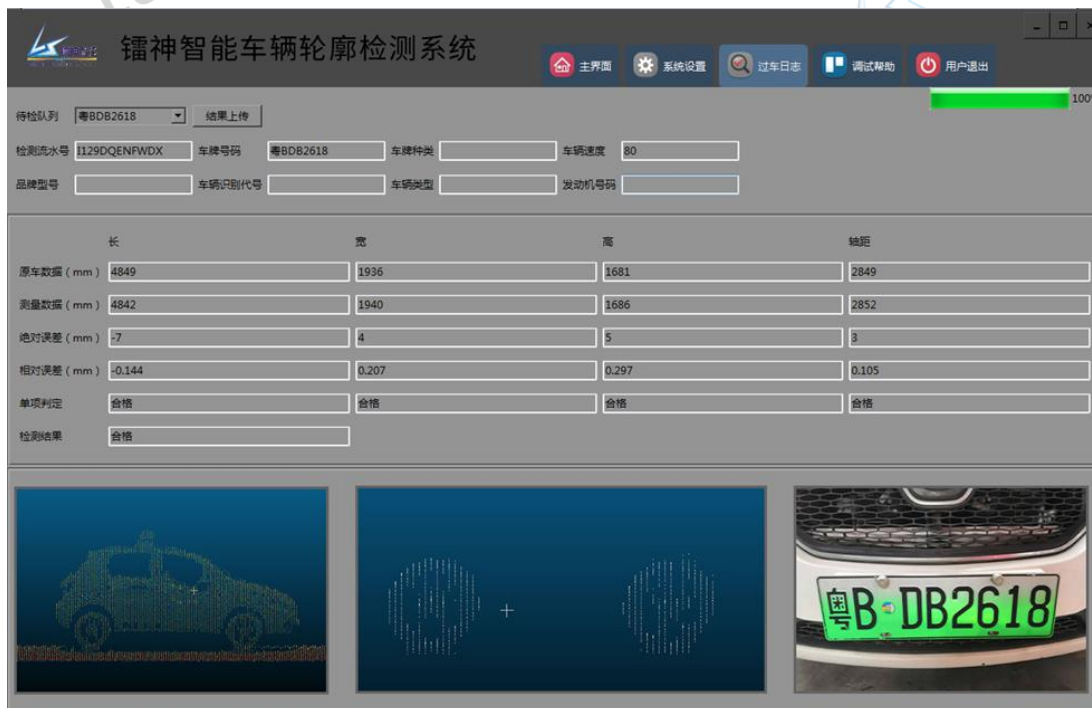 镭神智能车辆轮廓检测系统
主界面 系统设置 过车日志 调试帮助 用户退出
100%
待检队列 粤BDB2618 结果上传
检测流水号 I129DQENFWDX 车牌号码 粤BDB2618 车牌种类 车辆速度 80
品牌型号 车辆识别代号 车辆类型 发动机号码
长 宽 高 轴距
原车数据（mm） 4849 1936 1681 2849
测量数据（mm） 4842 1940 1686 2852
绝对误差（mm） -7 4 5 3
相对误差（mm） -0.144 0.207 0.297 0.105
单项判定 合格 合格 合格 合格
检测结果 合格
粤B·DB2618